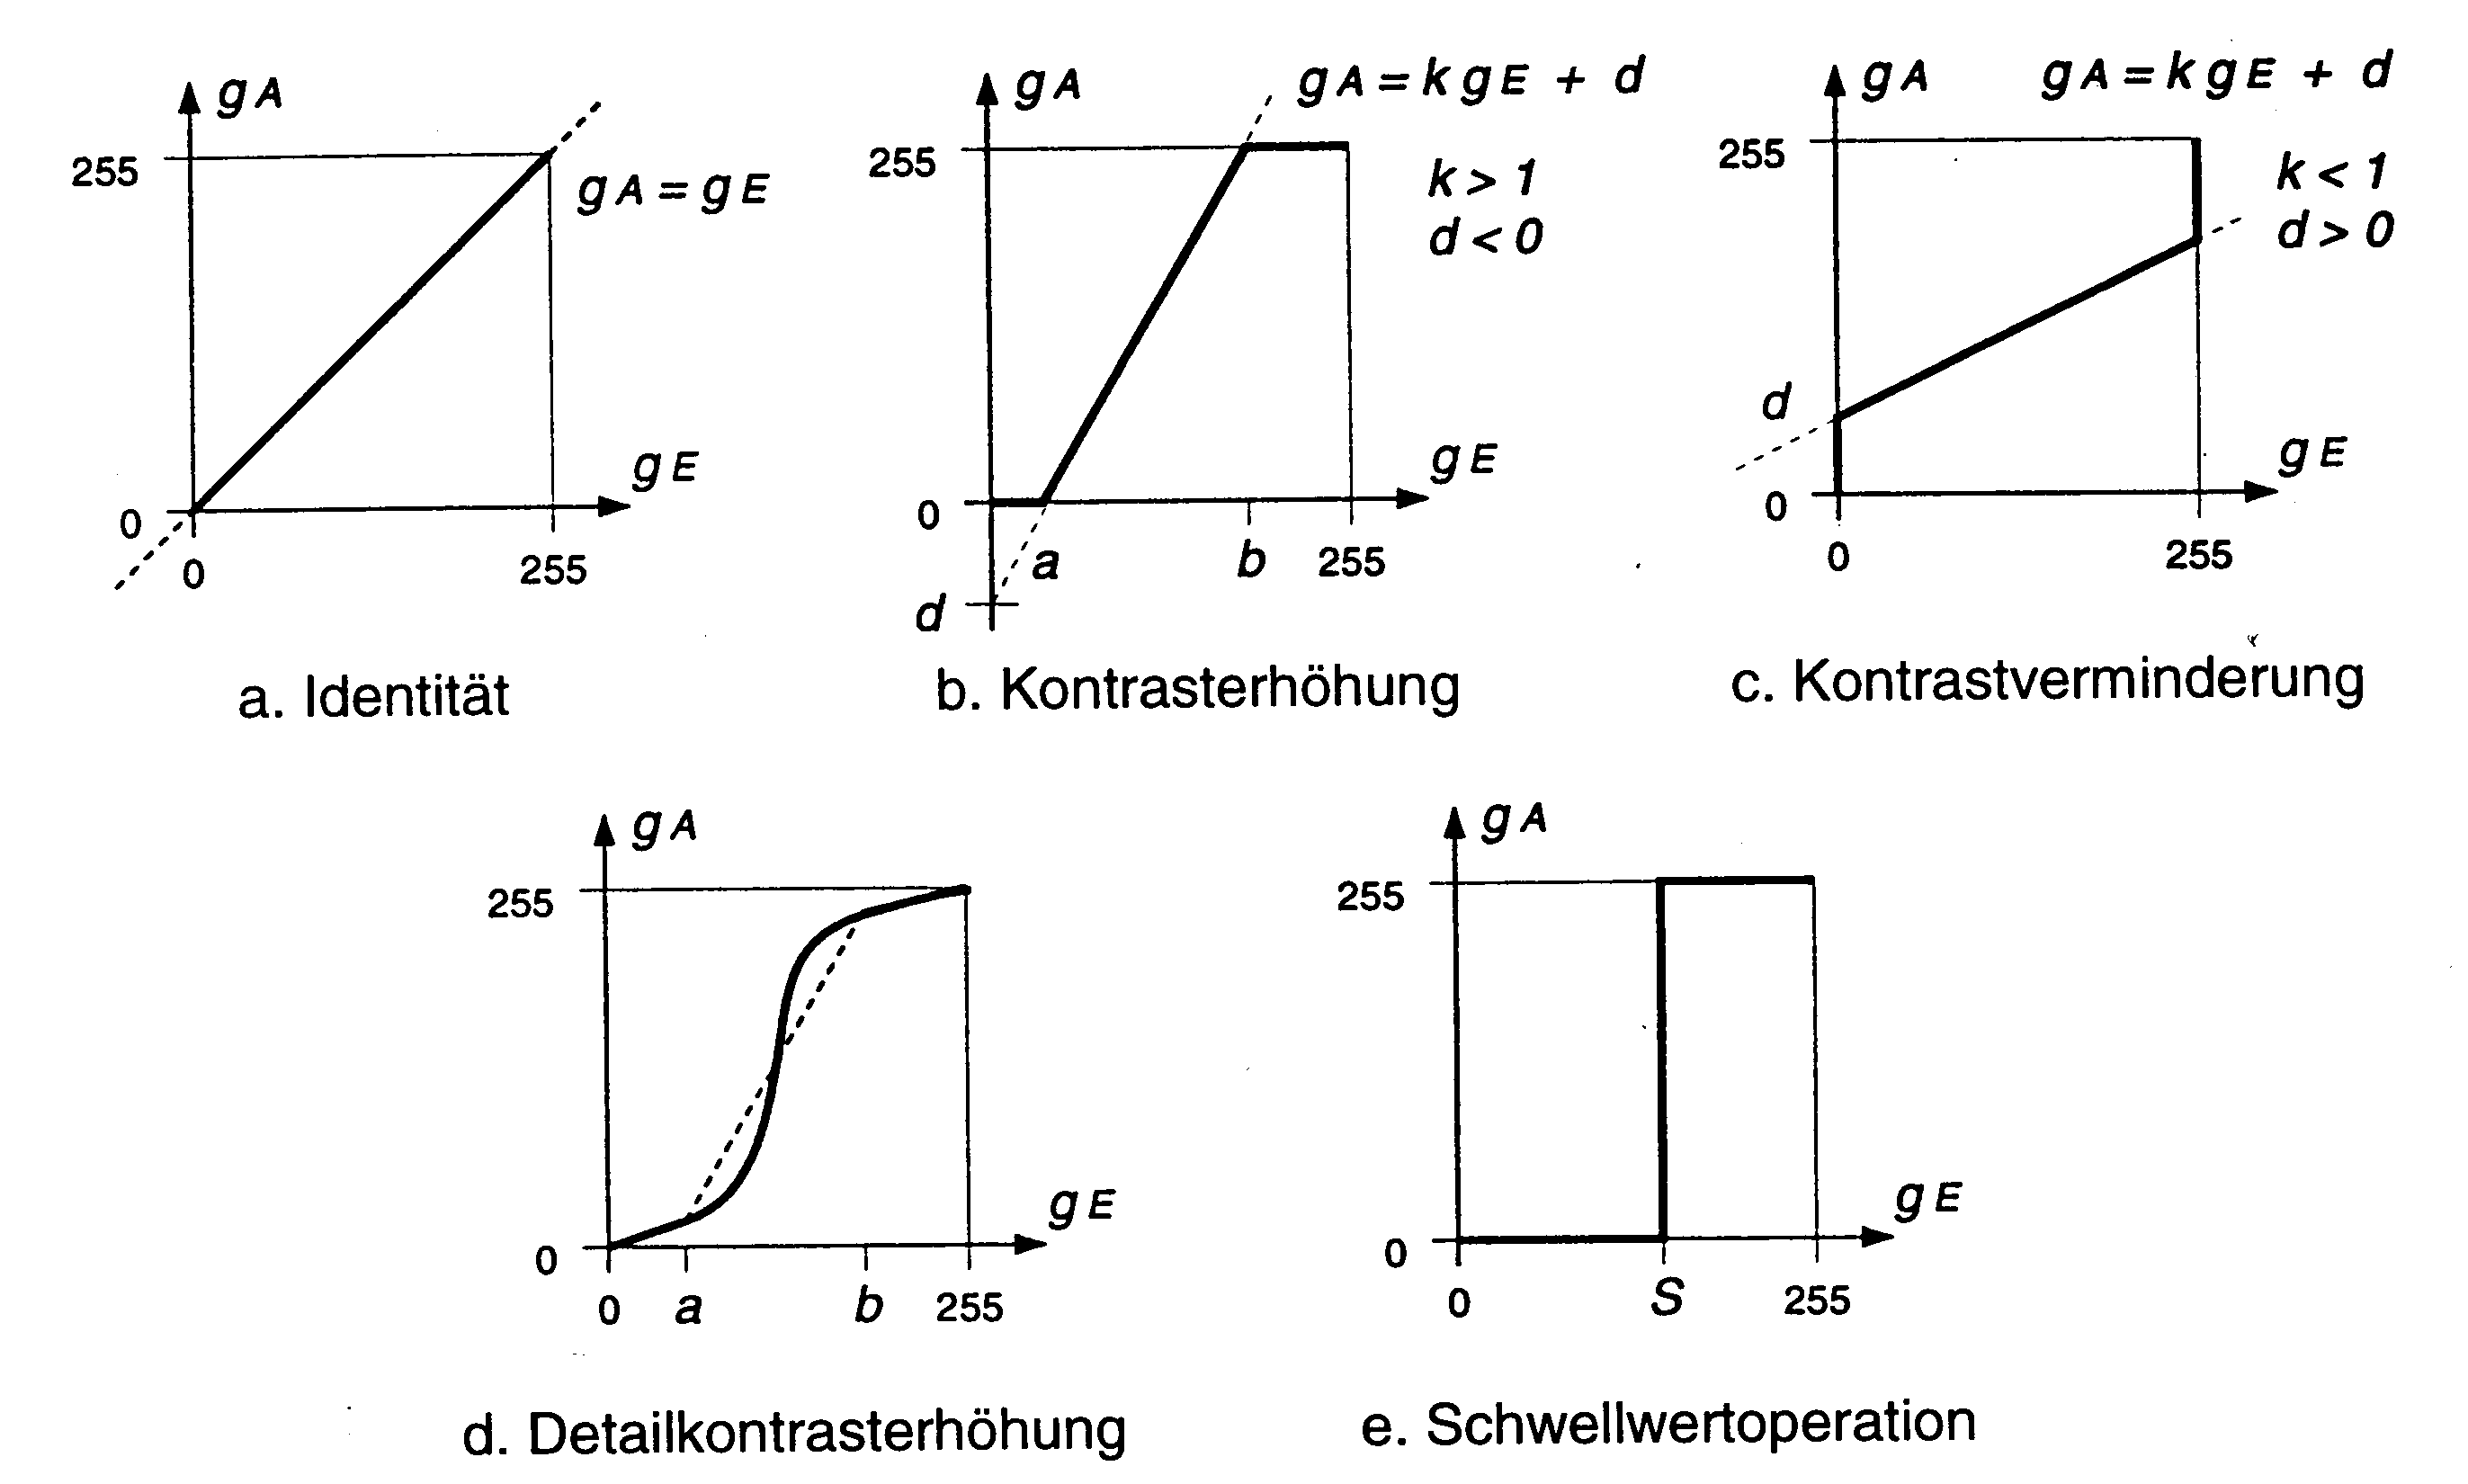 gA
255
gA = gE
gE
0
0
255
a. Identität
gA
gA = k gE + d
255
k > 1
d < 0
gE
0
a
b
255
d
b. Kontrasterhöhung
gA
gA = k gE + d
255
k < 1
d > 0
d
gE
0
0
255
c. Kontrastverminderung
gA
255
gE
0
0
a
b
255
d. Detailkontrasterhöhung
gA
255
gE
0
0
S
255
e. Schwellwertoperation